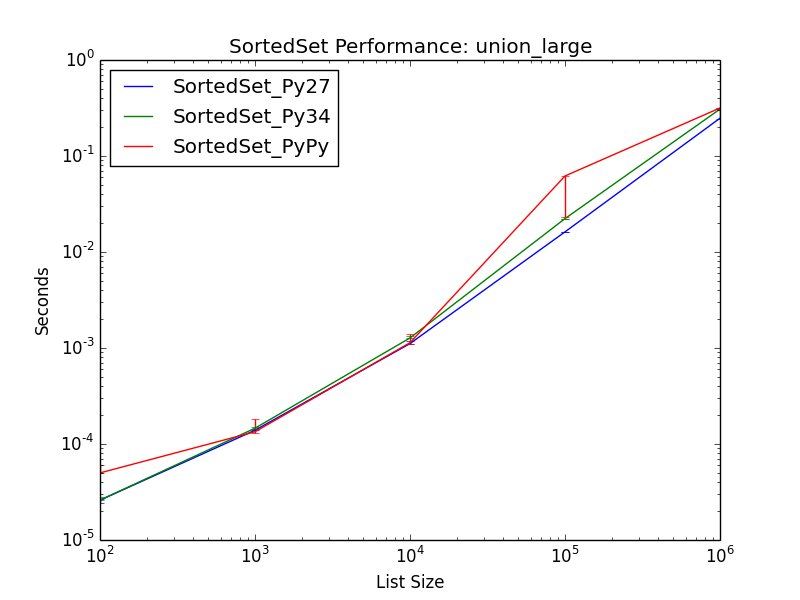 SortedSet Performance: union_large
10^0
SortedSet_Py27
SortedSet_Py34
SortedSet_PyPy
10^-1
10^-2
Seconds
10^-3
10^-4
10^-5
10^2 10^3 10^4 10^5 10^6
List Size